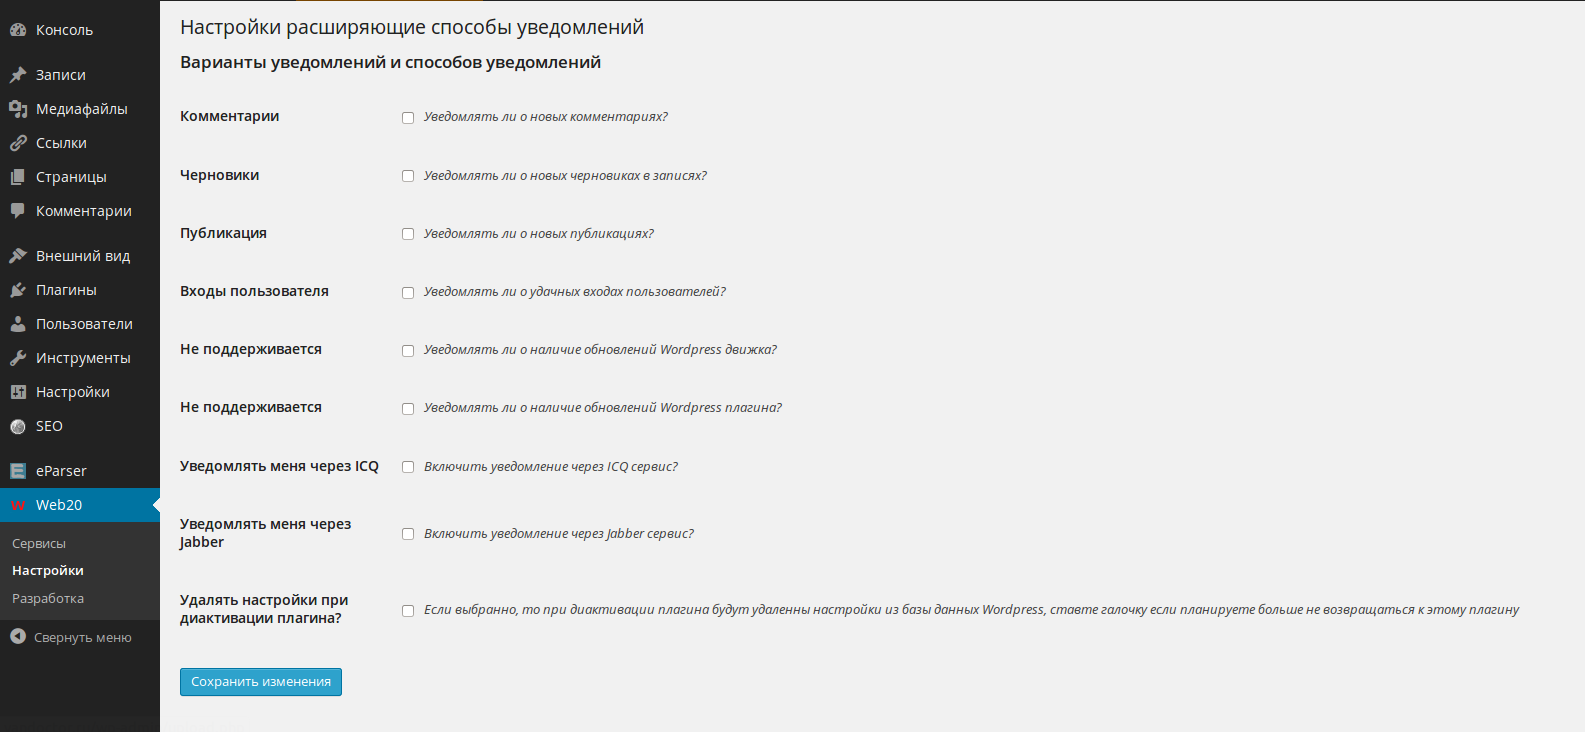 Консоль
Записи
Медиафайлы
Ссылки
Страницы
Комментарии
Внешний вид
Плагины
Пользователи
Инструменты
Настройки
SEO
eParser
Web20
Сервисы
Настройки
Разработка
Свернуть меню
Настройки расширяющие способы уведомлений
Варианты уведомлений и способов уведомлений
Комментарии Уведомлять ли о новых комментариях?
Черновики Уведомлять ли о новых черновиках в записях?
Публикация Уведомлять ли о новых публикациях?
Входы пользователя Уведомлять ли о удачных входах пользователей?
Не поддерживается Уведомлять ли о наличие обновлений Wordpress движка?
Не поддерживается Уведомлять ли о наличие обновлений Wordpress плагина?
Уведомлять меня через ICQ Включить уведомление через ICQ сервис?
Уведомлять меня через
Jabber
Включить уведомление через Jabber сервис?
Удалять настройки при
диактивации плагина?
Если выбранно, то при диактивации плагина будут удаленны настройки из базы данных Wordpress, ставте галочку если планируете больше не возвращаться к этому плагину
Сохранить изменения